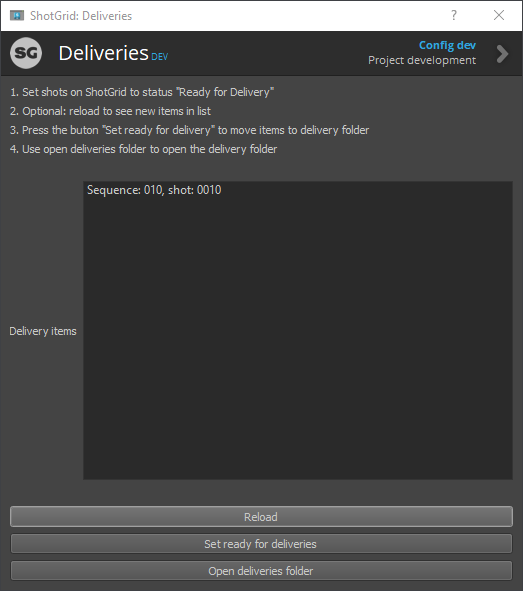 ShotGrid: Deliveries
?
SG Deliveries DEV
Config dev
Project development
1. Set shots on ShotGrid to status "Ready for Delivery"
2. Optional: reload to see new items in list
3. Press the buton "Set ready for delivery" to move items to delivery folder
4. Use open deliveries folder to open the delivery folder
Sequence: 010, shot: 0010
Delivery items
Reload
Set ready for deliveries
Open deliveries folder